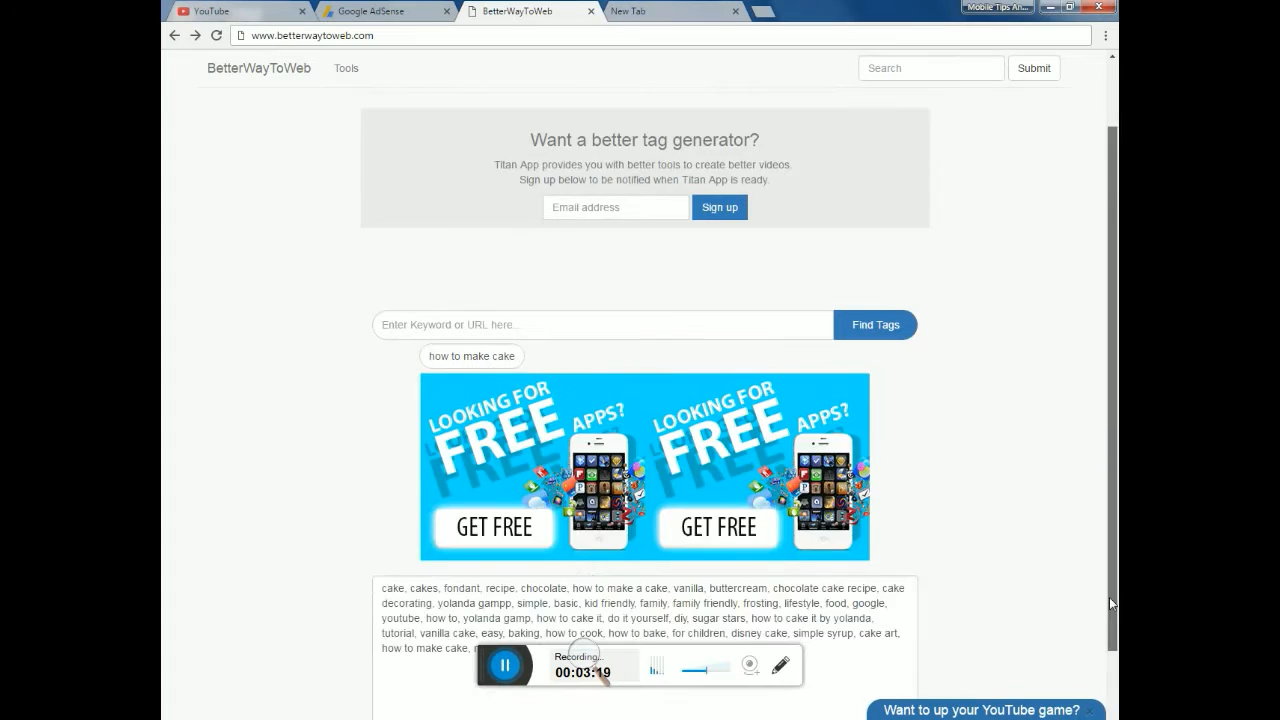 YouTube
Google AdSense
BetterWayToWeb
New Tab
Mobile Tips An...
www.betterwaytoweb.com
BetterWayToWeb
Tools
Search
Submit
Want a better tag generator?
Titan App provides you with better tools to create better videos.
Sign up below to be notified when Titan App is ready.
Email address
Sign up
Enter Keyword or URL here...
Find Tags
how to make cake
LOOKING FOR
FREE APPS?
GET FREE
LOOKING FOR
FREE APPS?
GET FREE
cake, cakes, fondant, recipe, chocolate, how to make a cake, vanilla, buttercream, chocolate cake recipe, cake
decorating, yolanda gampp, simple, basic, kid friendly, family, family friendly, frosting, lifestyle, food, google,
youtube, how to, yolanda gamp, how to cake it, do it yourself, diy, sugar stars, how to cake it by yolanda,
tutorial, vanilla cake, easy, baking, how to cook, how to bake, for children, disney cake, simple syrup, cake art,
how to make cake,
Recording...
00:03:19
Want to up your YouTube game?